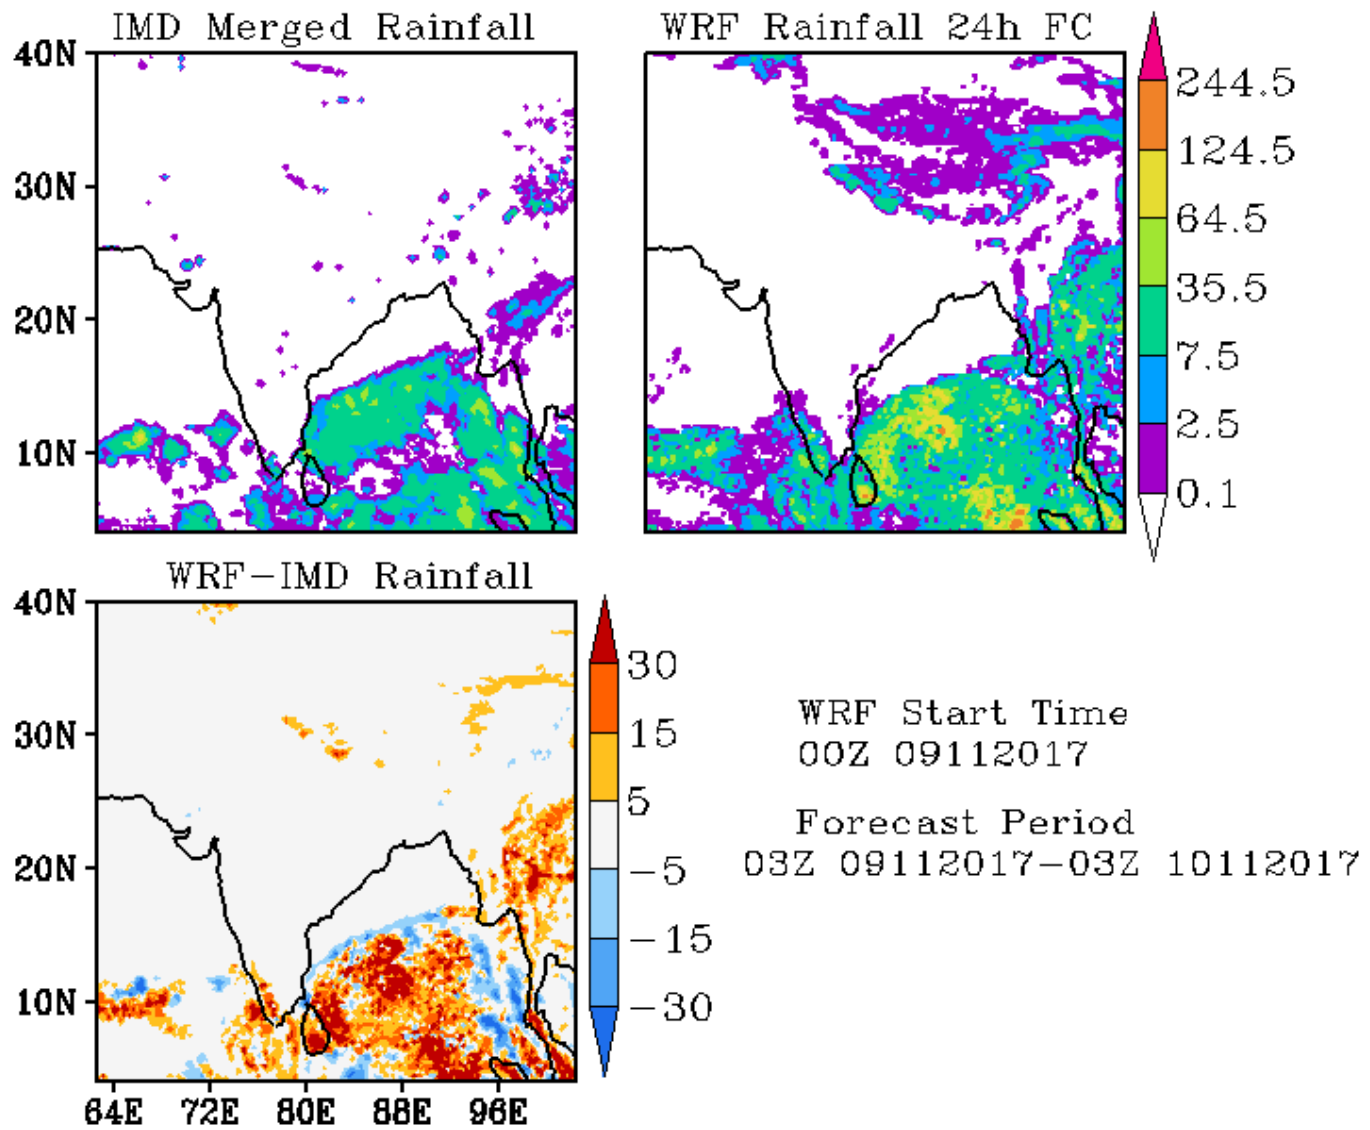 IMD Merged Rainfall
WRF Rainfall 24h FC
40N
30N
20N
10N
244.5
124.5
64.5
35.5
7.5
2.5
0.1
WRF-IMD Rainfall
40N
30N
20N
10N
64E 72E 80E 88E 96E
30
15
5
-5
-15
-30
WRF Start Time
00Z 09112017
Forecast Period
03Z 09112017-03Z 10112017